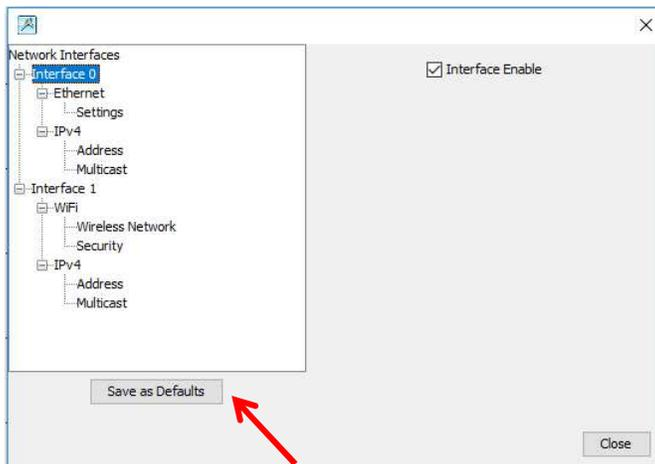 Network Interfaces
Interface 0
Ethernet
Settings
IPv4
Address
Multicast
Interface 1
WiFi
Wireless Network
Security
IPv4
Address
Multicast
Interface Enable
Save as Defaults
Close